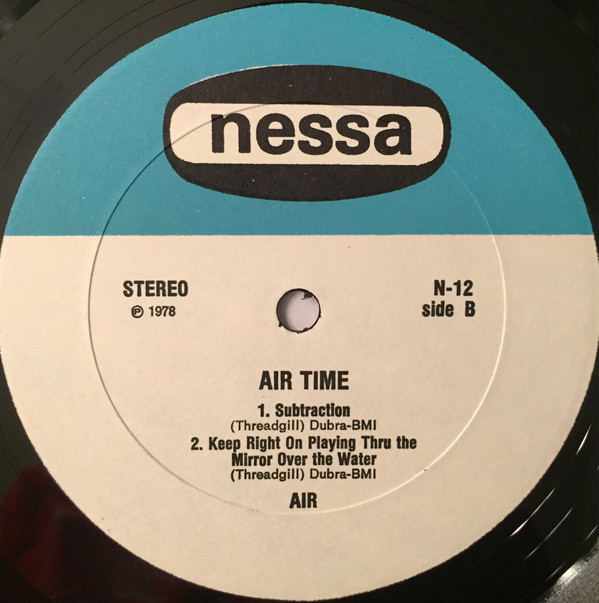 nessa
STEREO
℗ 1978
N-12
side B
AIR TIME
1. Subtraction
(Threadgill) Dubra-BMI
2. Keep Right On Playing Thru the
Mirror Over the Water
(Threadgill) Dubra-BMI
AIR